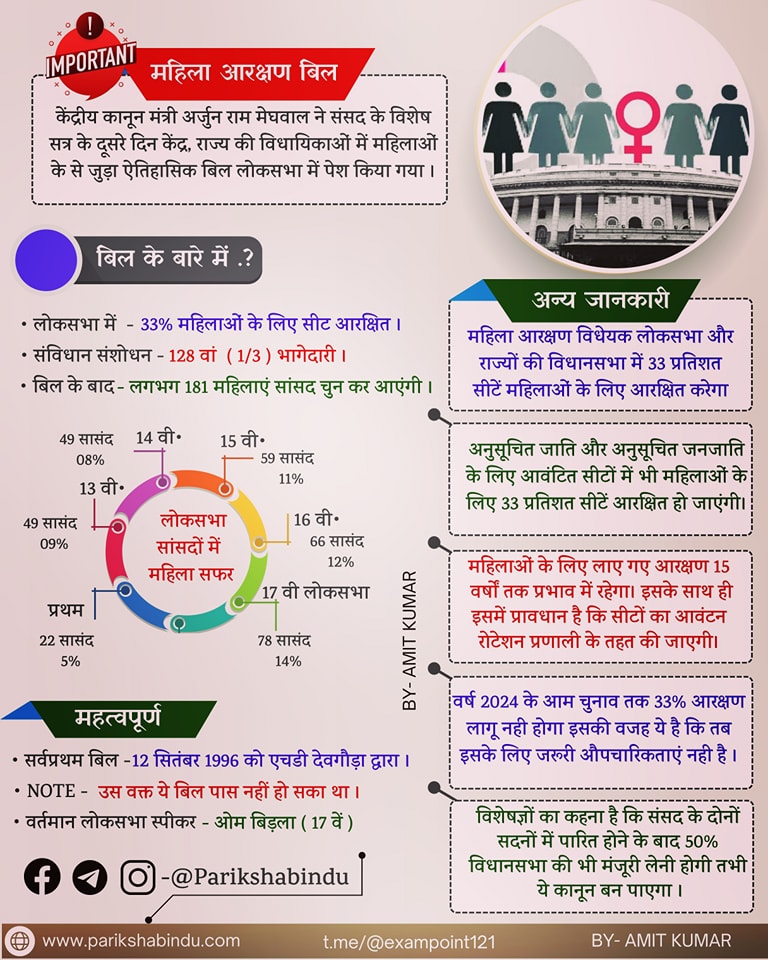 IMPORTANT
महिला आरक्षण बिल
केंद्रीय कानून मंत्री अर्जुन राम मेघवाल ने संसद के विशेष
सत्र के दूसरे दिन केंद्र, राज्य की विधायिकाओं में महिलाओं
के से जुड़ा ऐतिहासिक बिल लोकसभा में पेश किया गया ।
बिल के बारे में .?
• लोकसभा में - 33% महिलाओं के लिए सीट आरक्षित ।
• संविधान संशोधन - 128 वां ( 1/3 ) भागेदारी ।
• बिल के बाद - लगभग 181 महिलाएं सांसद चुन कर आएंगी ।
49 सासंद
08%
14 वी•
15 वी•
59 सासंद
11%
13 वी•
49 सासंद
09%
लोकसभा
सांसदों में
महिला सफर
16 वी•
66 सासंद
12%
प्रथम
22 सासंद
5%
17 वी लोकसभा
78 सासंद
14%
महत्वपूर्ण
• सर्वप्रथम बिल -12 सितंबर 1996 को एचडी देवगौड़ा द्वारा ।
• NOTE - उस वक्त ये बिल पास नहीं हो सका था ।
• वर्तमान लोकसभा स्पीकर - ओम बिड़ला ( 17 वें )
-@Parikshabindu
अन्य जानकारी
महिला आरक्षण विधेयक लोकसभा और
राज्यों की विधानसभा में 33 प्रतिशत
सीटें महिलाओं के लिए आरक्षित करेगा
अनुसूचित जाति और अनुसूचित जनजाति
के लिए आवंटित सीटों में भी महिलाओं के
लिए 33 प्रतिशत सीटें आरक्षित हो जाएंगी।
महिलाओं के लिए लाए गए आरक्षण 15
वर्षों तक प्रभाव में रहेगा। इसके साथ ही
इसमें प्रावधान है कि सीटों का आवंटन
रोटेशन प्रणाली के तहत की जाएगी।
वर्ष 2024 के आम चुनाव तक 33% आरक्षण
लागू नही होगा इसकी वजह ये है कि तब
इसके लिए जरूरी औपचारिकताएं नही है ।
विशेषज्ञों का कहना है कि संसद के दोनों
सदनों में पारित होने के बाद 50%
विधानसभा की भी मंजूरी लेनी होगी तभी
ये कानून बन पाएगा ।
BY- AMIT KUMAR
www.parikshabindu.com
t.me/@exampoint121
BY- AMIT KUMAR